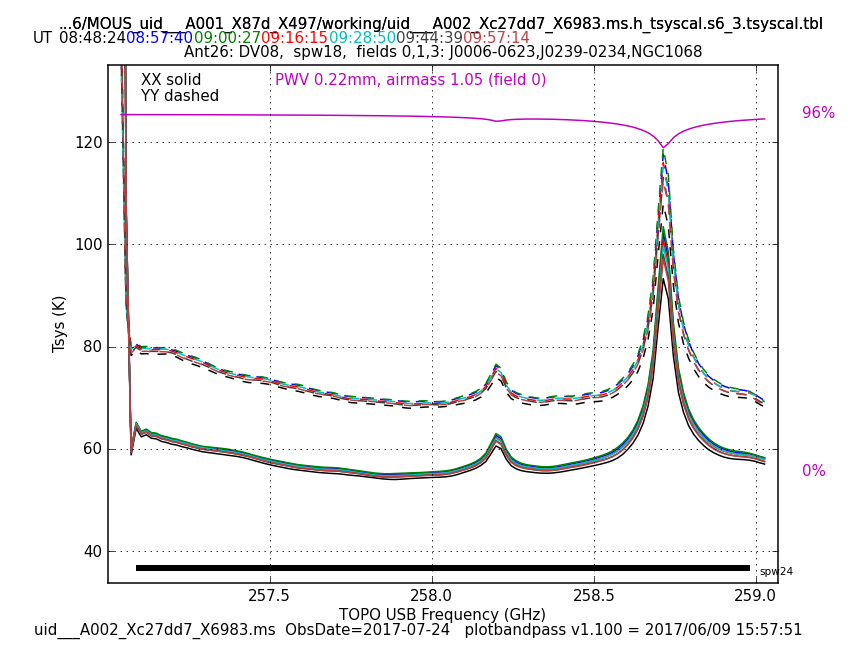 ...6/MOUS_uid___A001_X87d_X497/working/uid___A002_Xc27dd7_X6983.ms.h_tsyscal.s6_3.tsyscal.tbl
UT 08:48:24 08:57:40 09:00:27 09:16:15 09:28:50 09:44:39 09:57:14
Ant26: DV08, spw18, fields 0,1,3: J0006-0623,J0239-0234,NGC1068
XX solid
YY dashed
PWV 0.22mm, airmass 1.05 (field 0)
96%
0%
120
100
80
60
40
Tsys (K)
spw24
257.5 258.0 258.5 259.0
TOPO USB Frequency (GHz)
uid___A002_Xc27dd7_X6983.ms ObsDate=2017-07-24 plotbandpass v1.100 = 2017/06/09 15:57:51